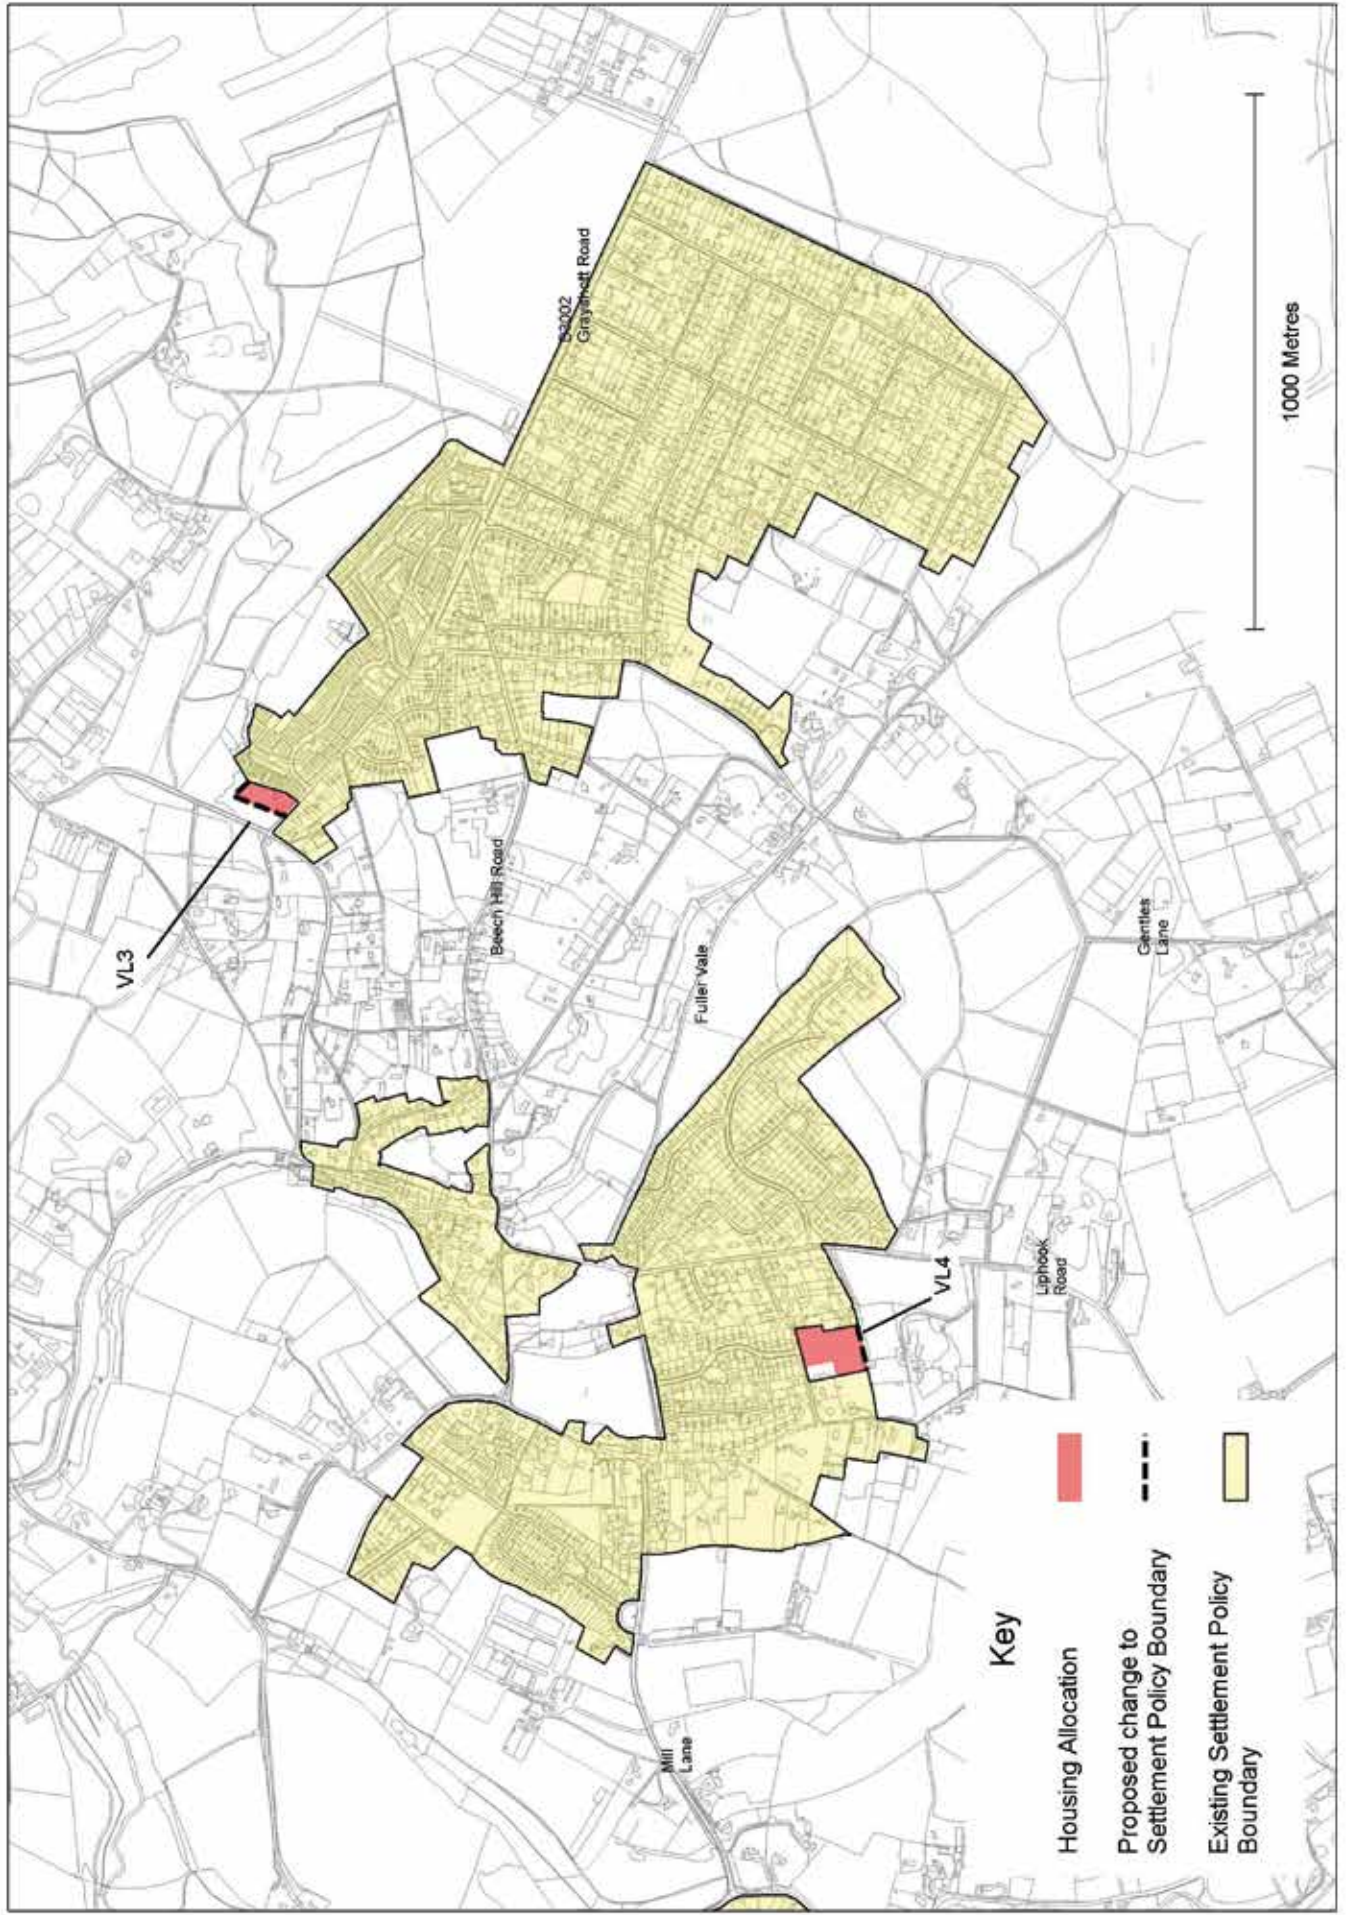 VL3
Beech Hill Road
B3002
Grayshott Road
Mill
Lane
Fuller Vale
VL4
Liphook
Road
Gentles
Lane
Key
Housing Allocation
Proposed change to
Settlement Policy Boundary
Existing Settlement Policy
Boundary
1000 Metres